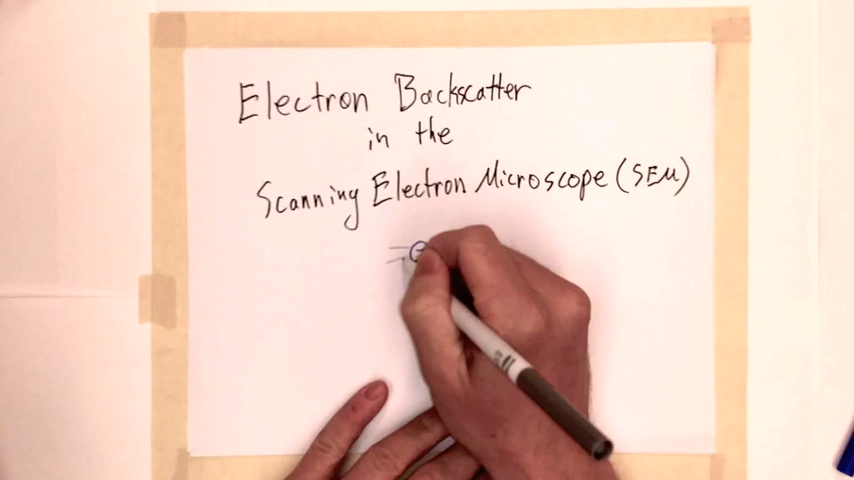 Electron Backscatter
in the
Scanning Electron Microscope (SEM)